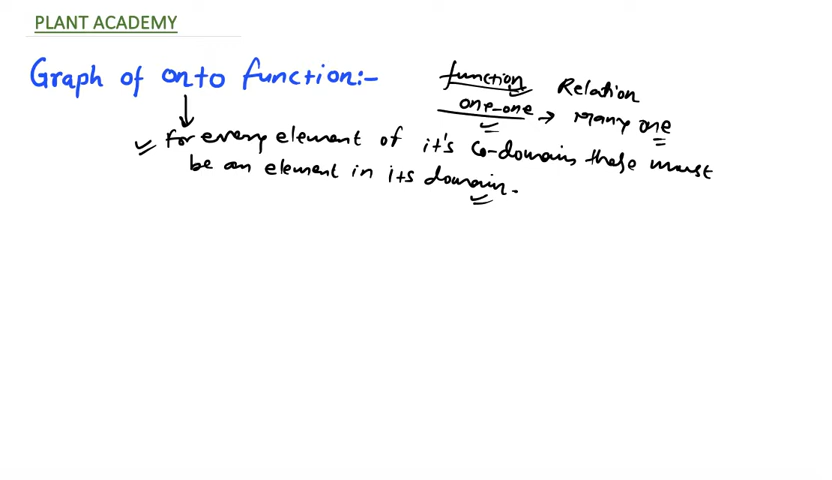 PLANT ACADEMY
Graph of onto function:-
function Relation
one-one → many one
for every element of it's Co-domain there must
be an element in its domain.